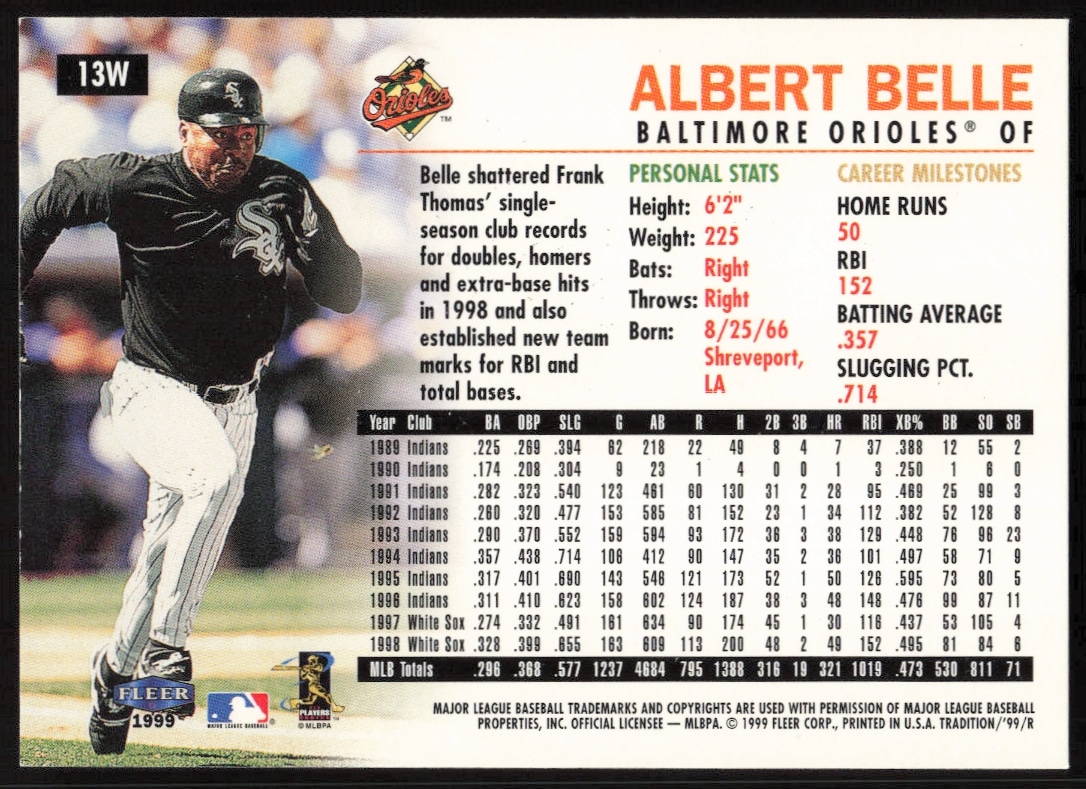 13W
Sox
Orioles
TM
ALBERT BELLE
BALTIMORE ORIOLES® OF
Belle shattered Frank
Thomas' single-
season club records
for doubles, homers
and extra-base hits
in 1998 and also
established new team
marks for RBI and
total bases.
PERSONAL STATS
Height: 6'2"
Weight: 225
Bats: Right
Throws: Right
Born: 8/25/66
Shreveport,
LA
CAREER MILESTONES
HOME RUNS
50
RBI
152
BATTING AVERAGE
.357
SLUGGING PCT.
.714
Year Club BA OBP SLG G AB R H 2B 3B HR RBI XB% BB SO SB
1989 Indians .225 .269 .394 62 218 22 49 8 4 7 37 .388 12 55 2
1990 Indians .174 .208 .304 9 23 1 4 0 0 1 3 .250 1 6 0
1991 Indians .282 .323 .540 123 461 60 130 31 2 28 95 .469 25 99 3
1992 Indians .260 .320 .477 153 585 81 152 23 1 34 112 .382 52 128 8
1993 Indians .290 .370 .552 159 594 93 172 36 3 38 129 .448 76 96 23
1994 Indians .357 .438 .714 106 412 90 147 35 2 36 101 .497 58 71 9
1995 Indians .317 .401 .690 143 546 121 173 52 1 50 126 .595 73 80 5
1996 Indians .311 .410 .623 158 602 124 187 38 3 48 148 .476 99 87 11
1997 White Sox .274 .332 .491 161 634 90 174 45 1 30 116 .437 53 105 4
1998 White Sox .328 .399 .655 163 609 113 200 48 2 49 152 .495 81 84 6
MLB Totals .296 .368 .577 1237 4684 795 1388 316 19 321 1019 .473 530 811 71
FLEER
1999
MAJOR LEAGUE BASEBALL
PLAYERS
© MLBPA
MAJOR LEAGUE BASEBALL TRADEMARKS AND COPYRIGHTS ARE USED WITH PERMISSION OF MAJOR LEAGUE BASEBALL
PROPERTIES, INC. OFFICIAL LICENSEE — MLBPA. © 1999 FLEER CORP., PRINTED IN U.S.A. TRADITION/'99/R